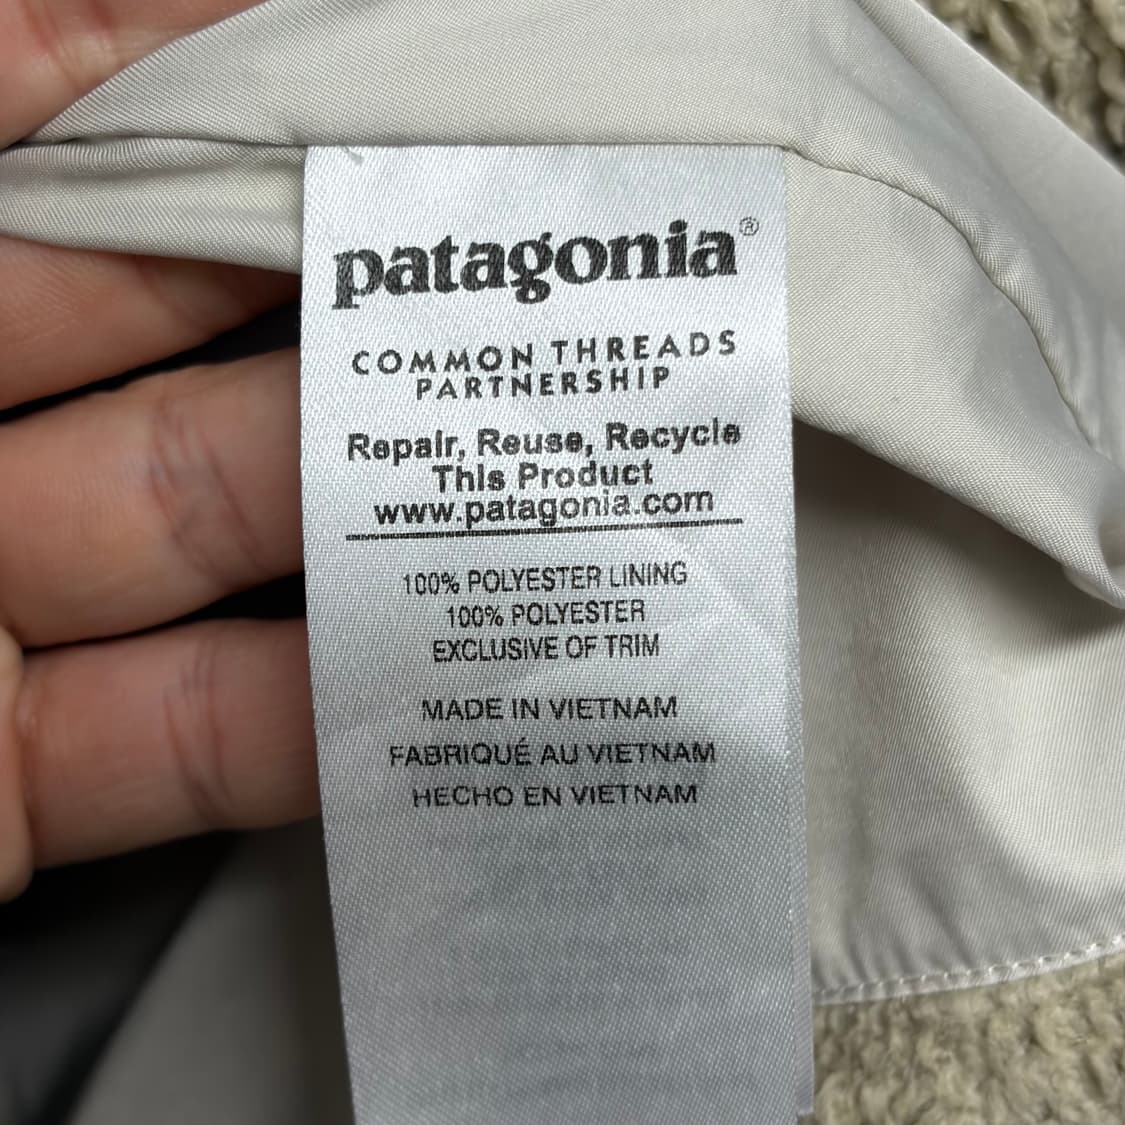 patagonia®
COMMON THREADS
PARTNERSHIP
Repair, Reuse, Recycle
This Product
www.patagonia.com
100% POLYESTER LINING
100% POLYESTER
EXCLUSIVE OF TRIM
MADE IN VIETNAM
FABRIQUÉ AU VIETNAM
HECHO EN VIETNAM